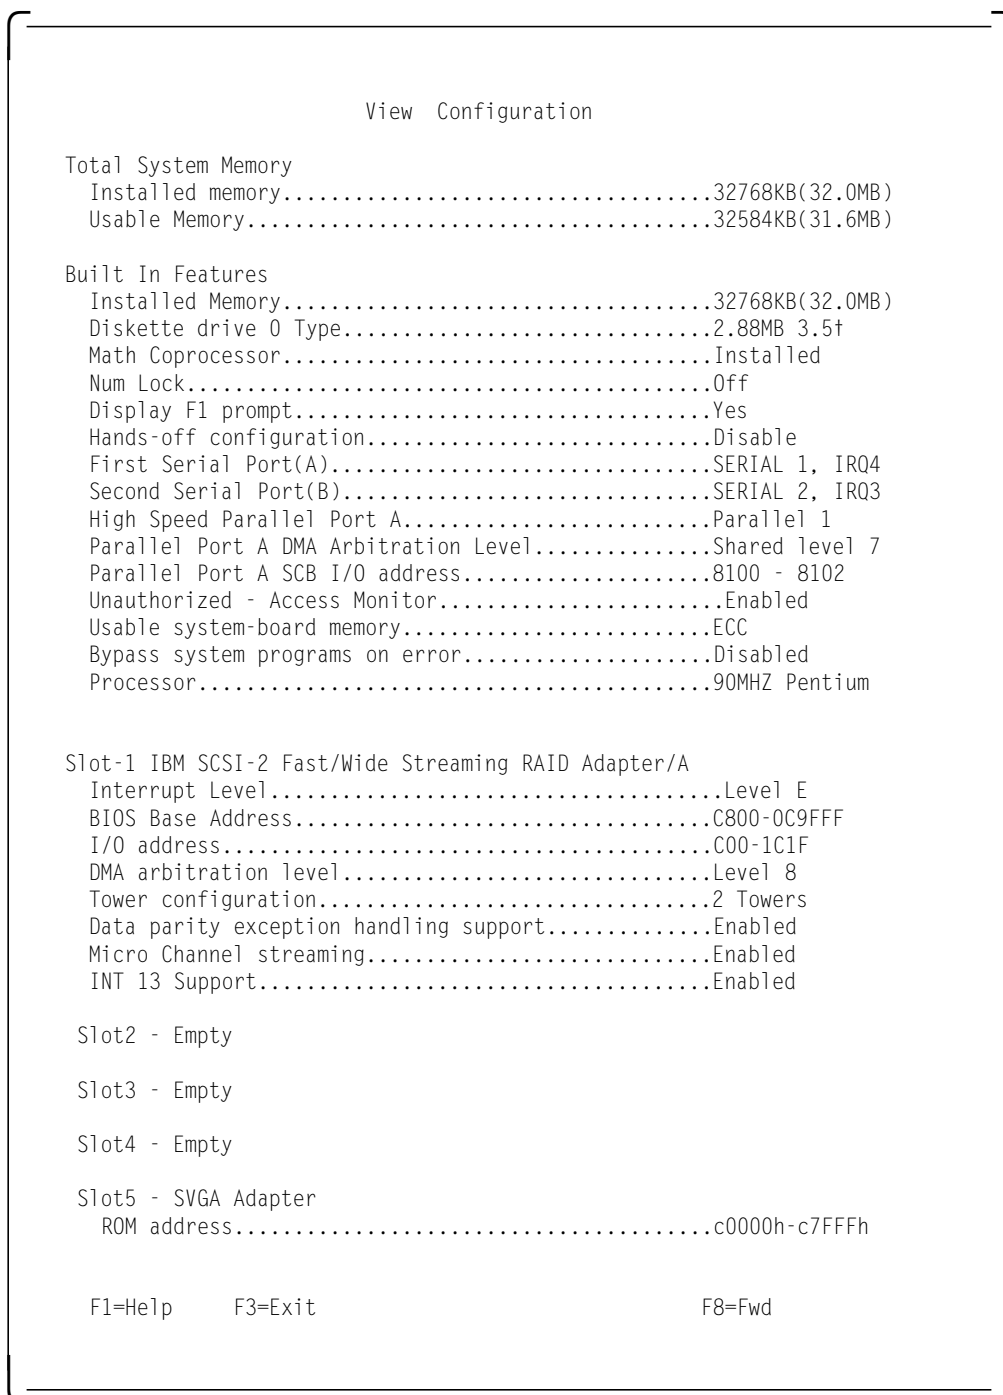 View  Configuration
Total System Memory
Installed memory....................................32768KB(32.0MB)
Usable Memory.......................................32584KB(31.6MB)
Built In Features
Installed Memory....................................32768KB(32.0MB)
Diskette drive 0 Type...............................2.88MB 3.5†
Math Coprocessor....................................Installed
Num Lock............................................Off
Display F1 prompt...................................Yes
Hands-off configuration.............................Disable
First Serial Port(A)................................SERIAL 1, IRQ4
Second Serial Port(B)...............................SERIAL 2, IRQ3
High Speed Parallel Port A..........................Parallel 1
Parallel Port A DMA Arbitration Level...............Shared level 7
Parallel Port A SCB I/O address.....................8100 - 8102
Unauthorized - Access Monitor........................Enabled
Usable system-board memory..........................ECC
Bypass system programs on error.....................Disabled
Processor...........................................90MHZ Pentium
Slot-1 IBM SCSI-2 Fast/Wide Streaming RAID Adapter/A
Interrupt Level......................................Level E
BIOS Base Address...................................C800-0C9FFF
I/O address.........................................C00-1C1F
DMA arbitration level...............................Level 8
Tower configuration.................................2 Towers
Data parity exception handling support..............Enabled
Micro Channel streaming.............................Enabled
INT 13 Support......................................Enabled
Slot2 - Empty
Slot3 - Empty
Slot4 - Empty
Slot5 - SVGA Adapter
ROM address........................................c0000h-c7FFFh
F1=Help     F3=Exit                                F8=Fwd